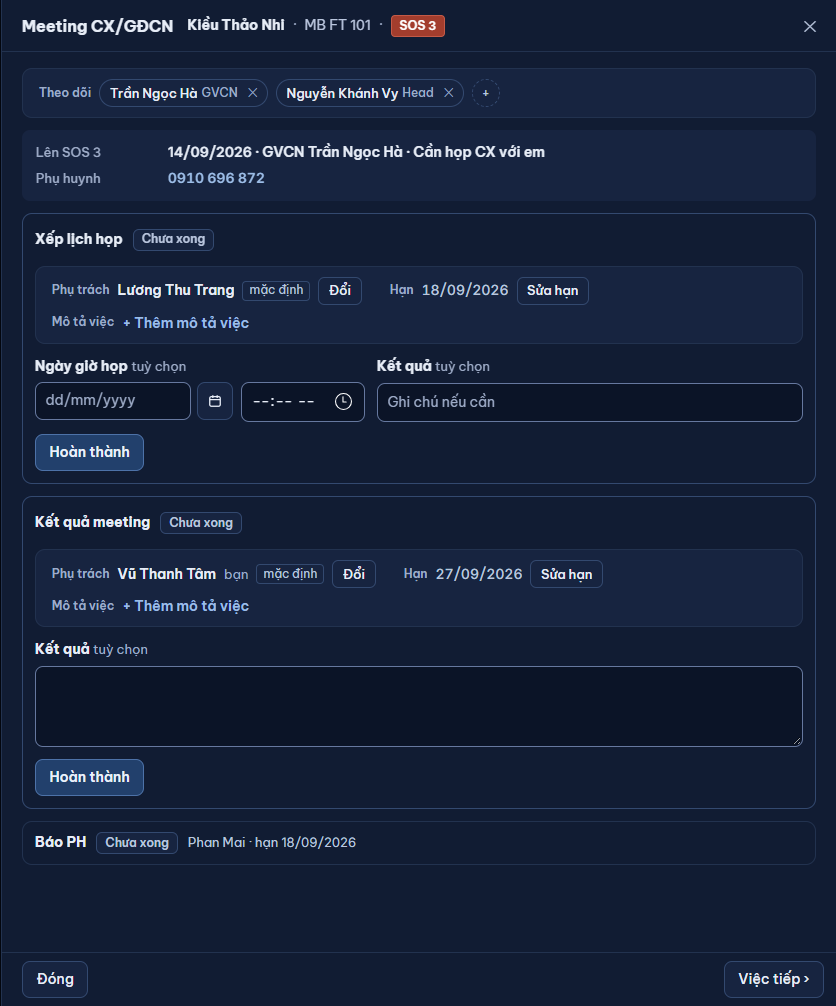 Meeting CX/GĐCN Kiều Thảo Nhi · MB FT 101 · SOS 3
Theo dõi Trần Ngọc Hà GVCN × Nguyễn Khánh Vy Head × +
Lên SOS 3 14/09/2026 · GVCN Trần Ngọc Hà · Cần họp CX với em
Phụ huynh 0910 696 872
Xếp lịch họp Chưa xong
Phụ trách Lương Thu Trang mặc định Đổi Hạn 18/09/2026 Sửa hạn
Mô tả việc + Thêm mô tả việc
Ngày giờ họp tuỳ chọn Kết quả tuỳ chọn
dd/mm/yyyy --:-- -- Ghi chú nếu cần
Hoàn thành
Kết quả meeting Chưa xong
Phụ trách Vũ Thanh Tâm bạn mặc định Đổi Hạn 27/09/2026 Sửa hạn
Mô tả việc + Thêm mô tả việc
Kết quả tuỳ chọn
Hoàn thành
Báo PH Chưa xong Phan Mai · hạn 18/09/2026
Đóng Việc tiếp ›